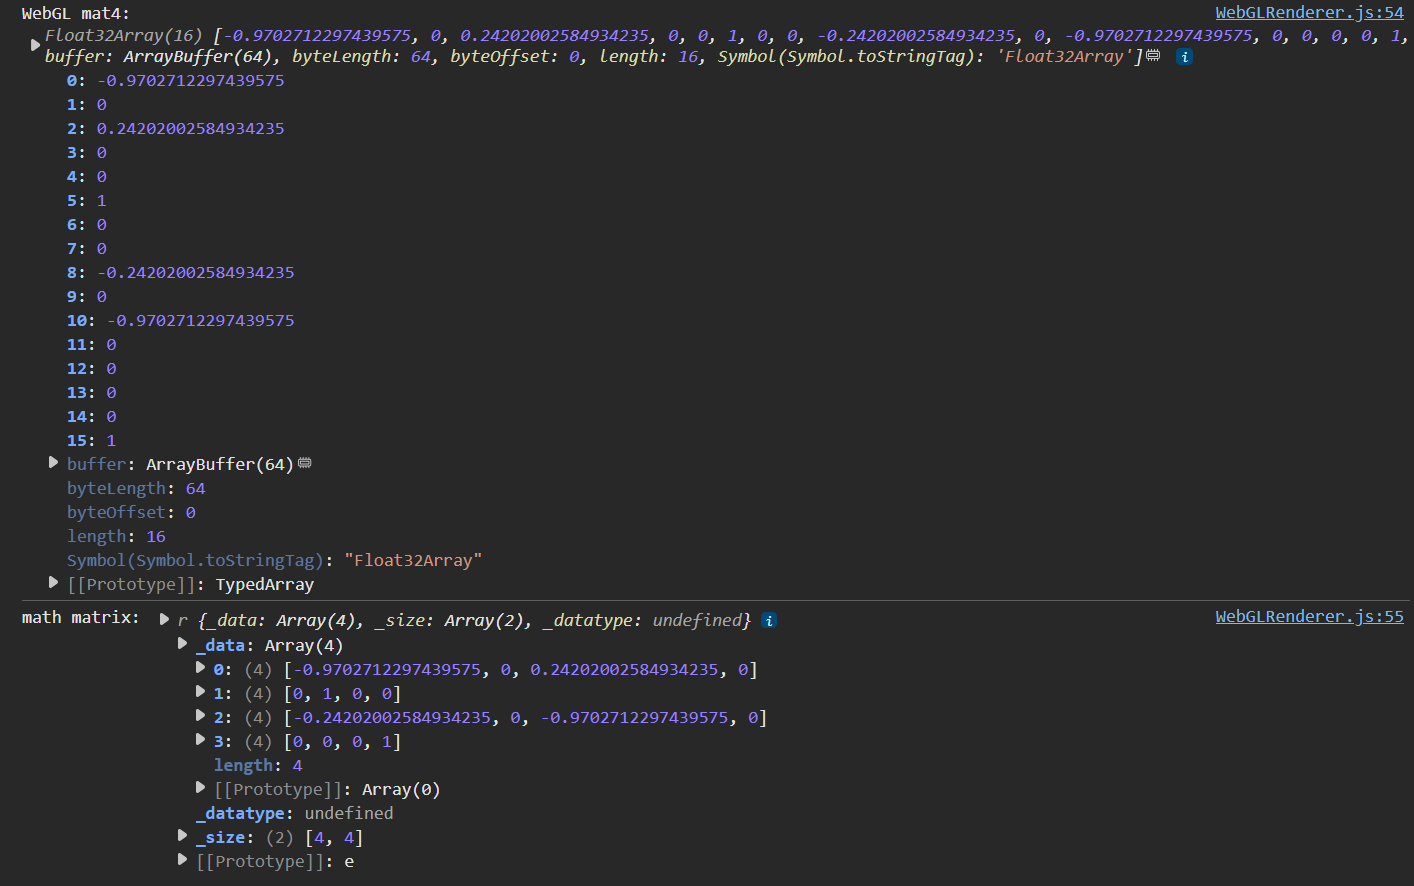 WebGL mat4: WebGLRenderer.js:54
Float32Array(16) [-0.9702712297439575, 0, 0.24202002584934235, 0, 0, 1, 0, 0, -0.24202002584934235, 0, -0.9702712297439575, 0, 0, 0, 0, 1,
buffer: ArrayBuffer(64), byteLength: 64, byteOffset: 0, length: 16, Symbol(Symbol.toStringTag): 'Float32Array'] i
0: -0.9702712297439575
1: 0
2: 0.24202002584934235
3: 0
4: 0
5: 1
6: 0
7: 0
8: -0.24202002584934235
9: 0
10: -0.9702712297439575
11: 0
12: 0
13: 0
14: 0
15: 1
buffer: ArrayBuffer(64)
byteLength: 64
byteOffset: 0
length: 16
Symbol(Symbol.toStringTag): "Float32Array"
[[Prototype]]: TypedArray
math matrix: r {_data: Array(4), _size: Array(2), _datatype: undefined} i WebGLRenderer.js:55
_data: Array(4)
0: (4) [-0.9702712297439575, 0, 0.24202002584934235, 0]
1: (4) [0, 1, 0, 0]
2: (4) [-0.24202002584934235, 0, -0.9702712297439575, 0]
3: (4) [0, 0, 0, 1]
length: 4
[[Prototype]]: Array(0)
_datatype: undefined
_size: (2) [4, 4]
[[Prototype]]: e